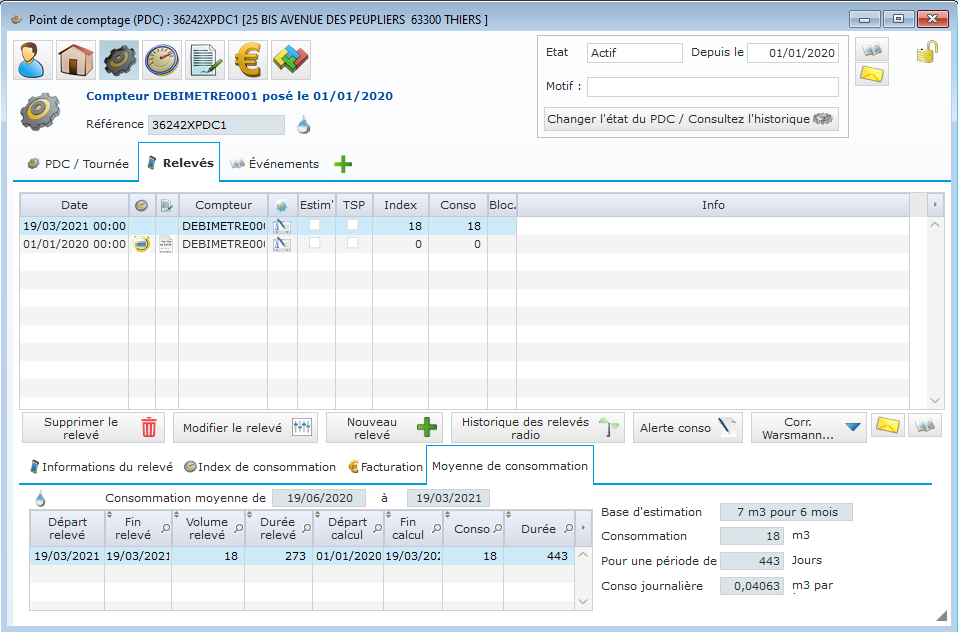 Point de comptage (PDC) : 36242XPDC1 [25 BIS AVENUE DES PEUPLIERS 63300 THIERS ]
Etat Actif Depuis le 01/01/2020
Motif :
Changer l'état du PDC / Consultez l'historique
Compteur DEBIMETRE0001 posé le 01/01/2020
Référence 36242XPDC1
PDC / Tournée Relevés Événements
Date Compteur Estim' TSP Index Conso Bloc. Info
19/03/2021 00:00 DEBIMETRE00 18 18
01/01/2020 00:00 DEBIMETRE00 0 0
Supprimer le relevé
Modifier le relevé
Nouveau relevé
Historique des relevés radio
Alerte conso
Corr. Warsmann...
Informations du relevé Index de consommation Facturation Moyenne de consommation
Consommation moyenne de 19/06/2020 à 19/03/2021
Départ relevé Fin relevé Volume relevé Durée relevé Départ calcul Fin calcul Conso Durée
19/03/2021 19/03/2021 18 273 01/01/2020 19/03/202 18 443
Base d'estimation 7 m3 pour 6 mois
Consommation 18 m3
Pour une période de 443 Jours
Conso journalière 0,04063 m3 par